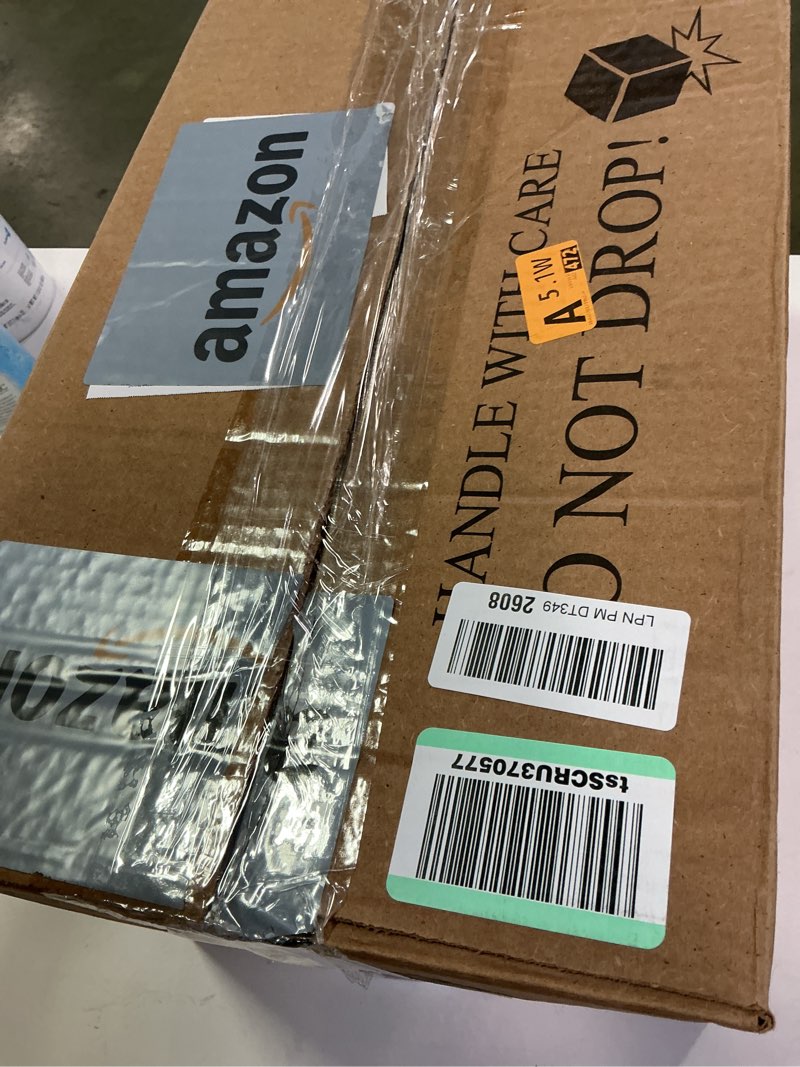 amazon
HANDLE WITH CARE
DO NOT DROP!
A 5.1W
472
LPN PM DT349 2608
tsSCRU370577